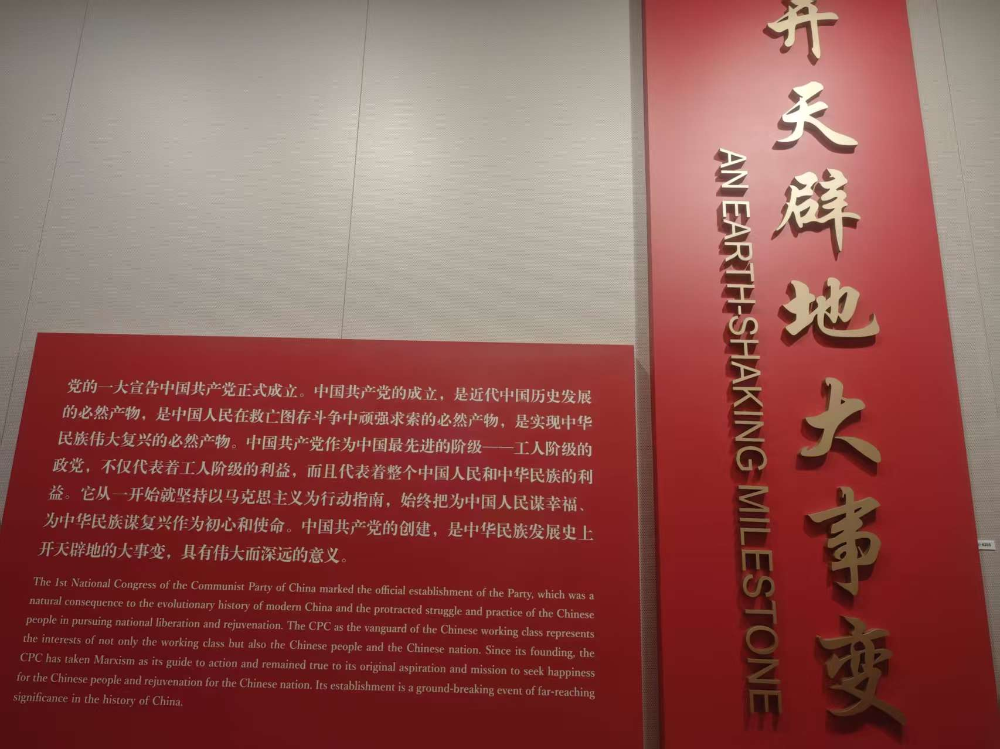 开天辟地大事变
AN EARTH-SHAKING MILESTONE
党的一大宣告中国共产党正式成立。中国共产党的成立，是近代中国历史发展
的必然产物，是中国人民在救亡图存斗争中顽强求索的必然产物，是实现中华
民族伟大复兴的必然产物。中国共产党作为中国最先进的阶级——工人阶级的
政党，不仅代表着工人阶级的利益，而且代表着整个中国人民和中华民族的利
益。它从一开始就坚持以马克思主义为行动指南，始终把为中国人民谋幸福、
为中华民族谋复兴作为初心和使命。中国共产党的创建，是中华民族发展史上
开天辟地的大事变，具有伟大而深远的意义。
The 1st National Congress of the Communist Party of China marked the official establishment of the Party, which was a
natural consequence to the evolutionary history of modern China and the protracted struggle and practice of the Chinese
people in pursuing national liberation and rejuvenation. The CPC as the vanguard of the Chinese working class represents
the interests of not only the working class but also the Chinese people and the Chinese nation. Since its founding, the
CPC has taken Marxism as its guide to action and remained true to its original aspiration and mission to seek happiness
for the Chinese people and rejuvenation for the Chinese nation. Its establishment is a ground-breaking event of far-reaching
significance in the history of China.